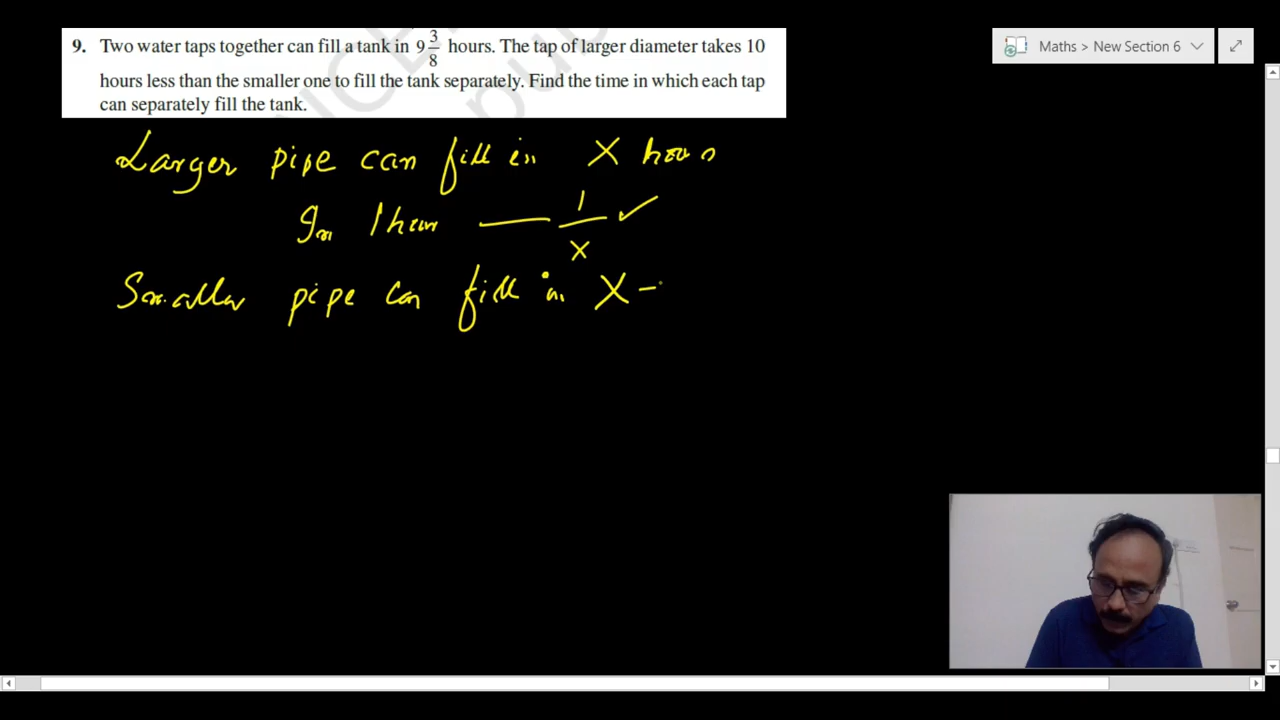 9. Two water taps together can fill a tank in 9 3/8 hours. The tap of larger diameter takes 10
hours less than the smaller one to fill the tank separately. Find the time in which each tap
can separately fill the tank.
Maths > New Section 6
Larger pipe can fill in X hours
In 1 hour — 1/x ✓
Smaller pipe can fill in X -